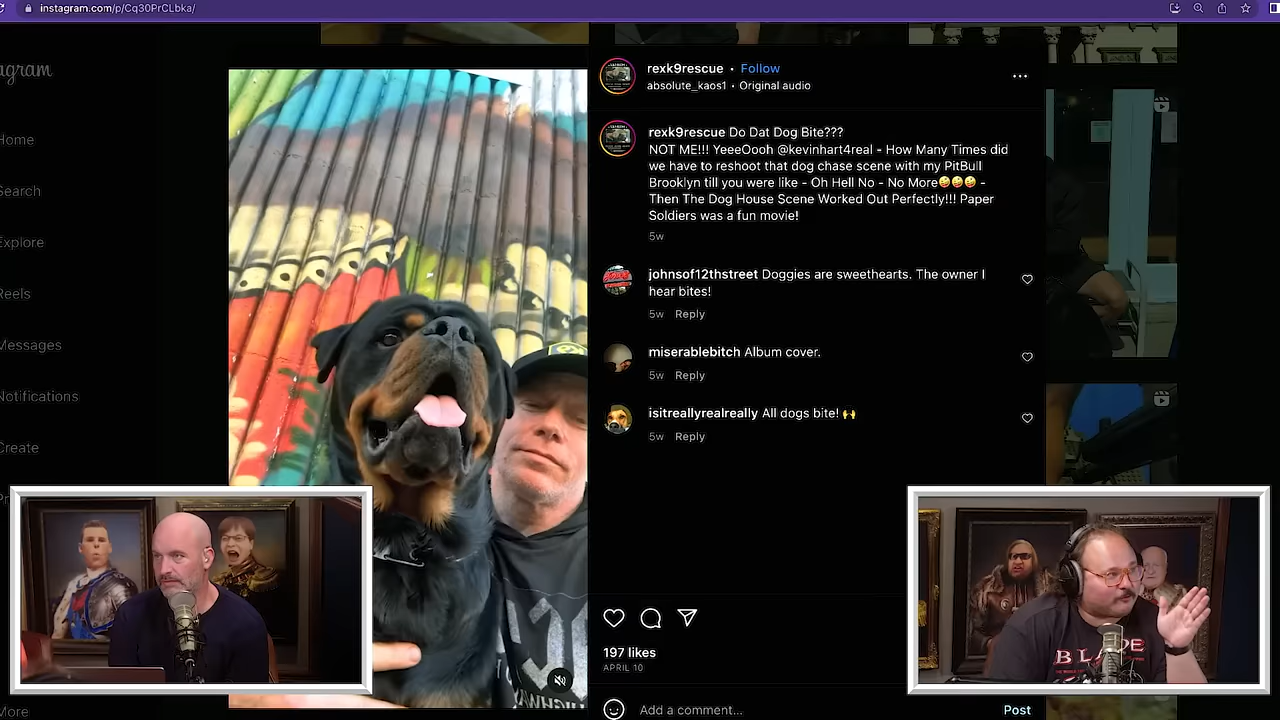 instagram.com/p/Cq30PrCLbka/
agram
Home
Search
Explore
Reels
Messages
Notifications
Create
More
rexk9rescue • Follow
absolute_kaos1 • Original audio
rexk9rescue Do Dat Dog Bite???
NOT ME!!! YeeeOooh @kevinhart4real - How Many Times did
we have to reshoot that dog chase scene with my PitBull
Brooklyn till you were like - Oh Hell No - No More🤪🤪🤪 -
Then The Dog House Scene Worked Out Perfectly!!! Paper
Soldiers was a fun movie!
5w
johnsof12thstreet Doggies are sweethearts. The owner I
hear bites!
5w Reply
miserablebitch Album cover.
5w Reply
isitreallyrealreally All dogs bite! 🙌
5w Reply
197 likes
APRIL 10
Add a comment...
Post
BLADE